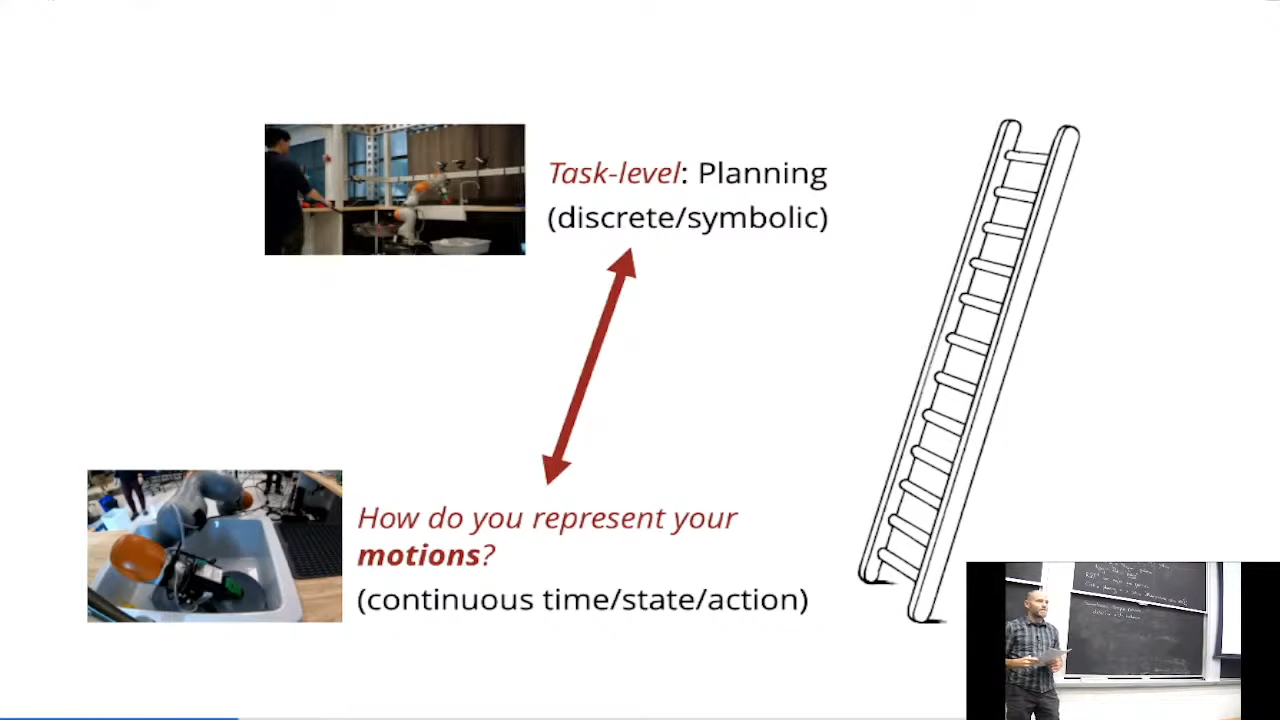 Task-level: Planning
(discrete/symbolic)
How do you represent your
motions?
(continuous time/state/action)